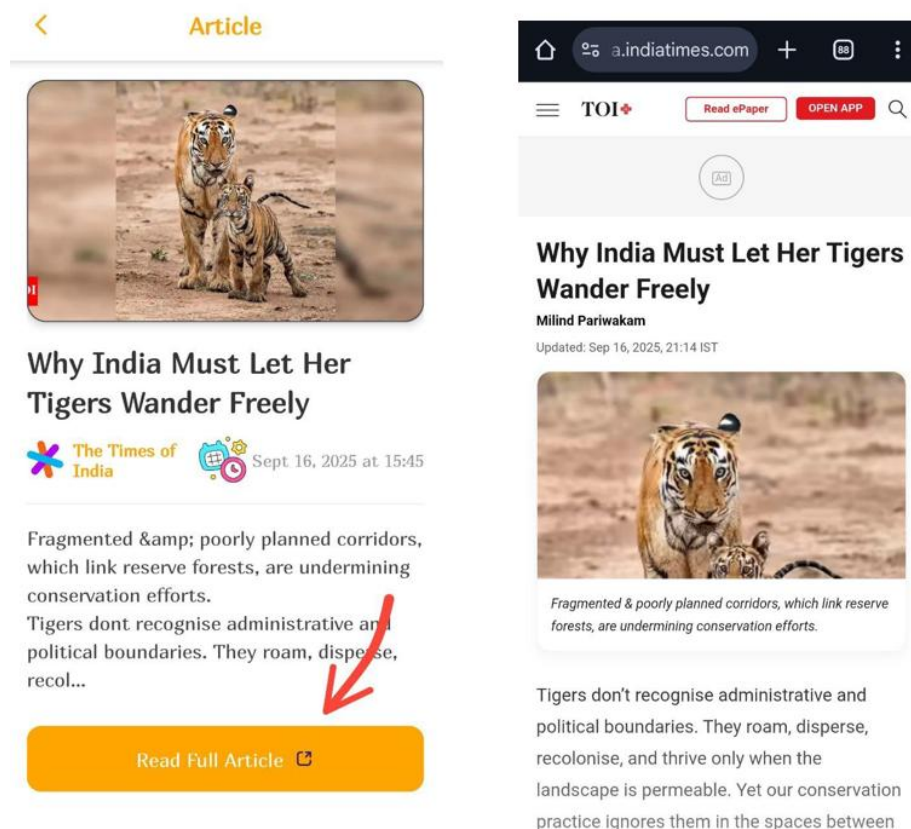 Article
Why India Must Let Her
Tigers Wander Freely
The Times of
India
Sept 16, 2025 at 15:45
Fragmented &amp; poorly planned corridors,
which link reserve forests, are undermining
conservation efforts.
Tigers dont recognise administrative and
political boundaries. They roam, disperse,
recol...
Read Full Article
a.indiatimes.com
88
TOI+
Read ePaper
OPEN APP
Ad
Why India Must Let Her Tigers
Wander Freely
Milind Pariwakam
Updated: Sep 16, 2025, 21:14 IST
Fragmented & poorly planned corridors, which link reserve
forests, are undermining conservation efforts.
Tigers don't recognise administrative and
political boundaries. They roam, disperse,
recolonise, and thrive only when the
landscape is permeable. Yet our conservation
practice ignores them in the spaces between